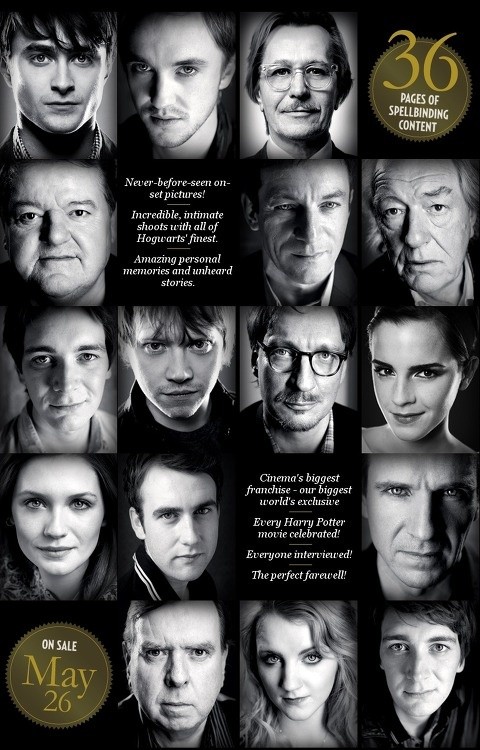 36
PAGES OF
SPELLBINDING
CONTENT
Never-before-seen on-
set pictures!
Incredible, intimate
shoots with all of
Hogwarts' finest.
Amazing personal
memories and unheard
stories.
Cinema's biggest
franchise - our biggest
world's exclusive
Every Harry Potter
movie celebrated!
Everyone interviewed!
The perfect farewell!
ON SALE
May
26